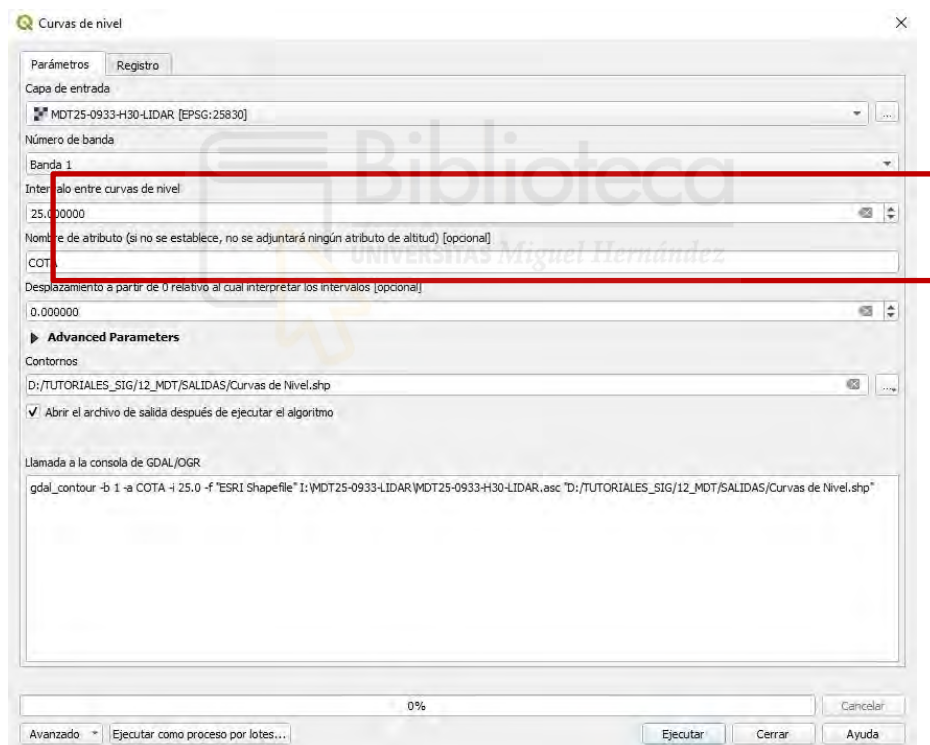 Curvas de nivel
Parámetros Registro
Capa de entrada
MDT25-0933-H30-LIDAR [EPSG:25830]
...
Número de banda
Banda 1
Biblioteca
Intervalo entre curvas de nivel
25.000000
Nombre de atributo (si no se establece, no se adjuntará ningún atributo de altitud) [opcional]
UNIVERSITAS Miguel Hernández
COTA
Desplazamiento a partir de 0 relativo al cual interpretar los intervalos [opcional]
0.000000
Advanced Parameters
Contornos
D:/TUTORIALES_SIG/12_MDT/SALIDAS/Curvas de Nivel.shp
...
Abrir el archivo de salida después de ejecutar el algoritmo
Llamada a la consola de GDAL/OGR
gdal_contour -b 1 -a COTA -i 25.0 -f "ESRI Shapefile" I:\MDT25-0933-LIDAR\MDT25-0933-H30-LIDAR.asc "D:/TUTORIALES_SIG/12_MDT/SALIDAS/Curvas de Nivel.shp"
0%
Cancelar
Avanzado Ejecutar como proceso por lotes... Ejecutar Cerrar Ayuda